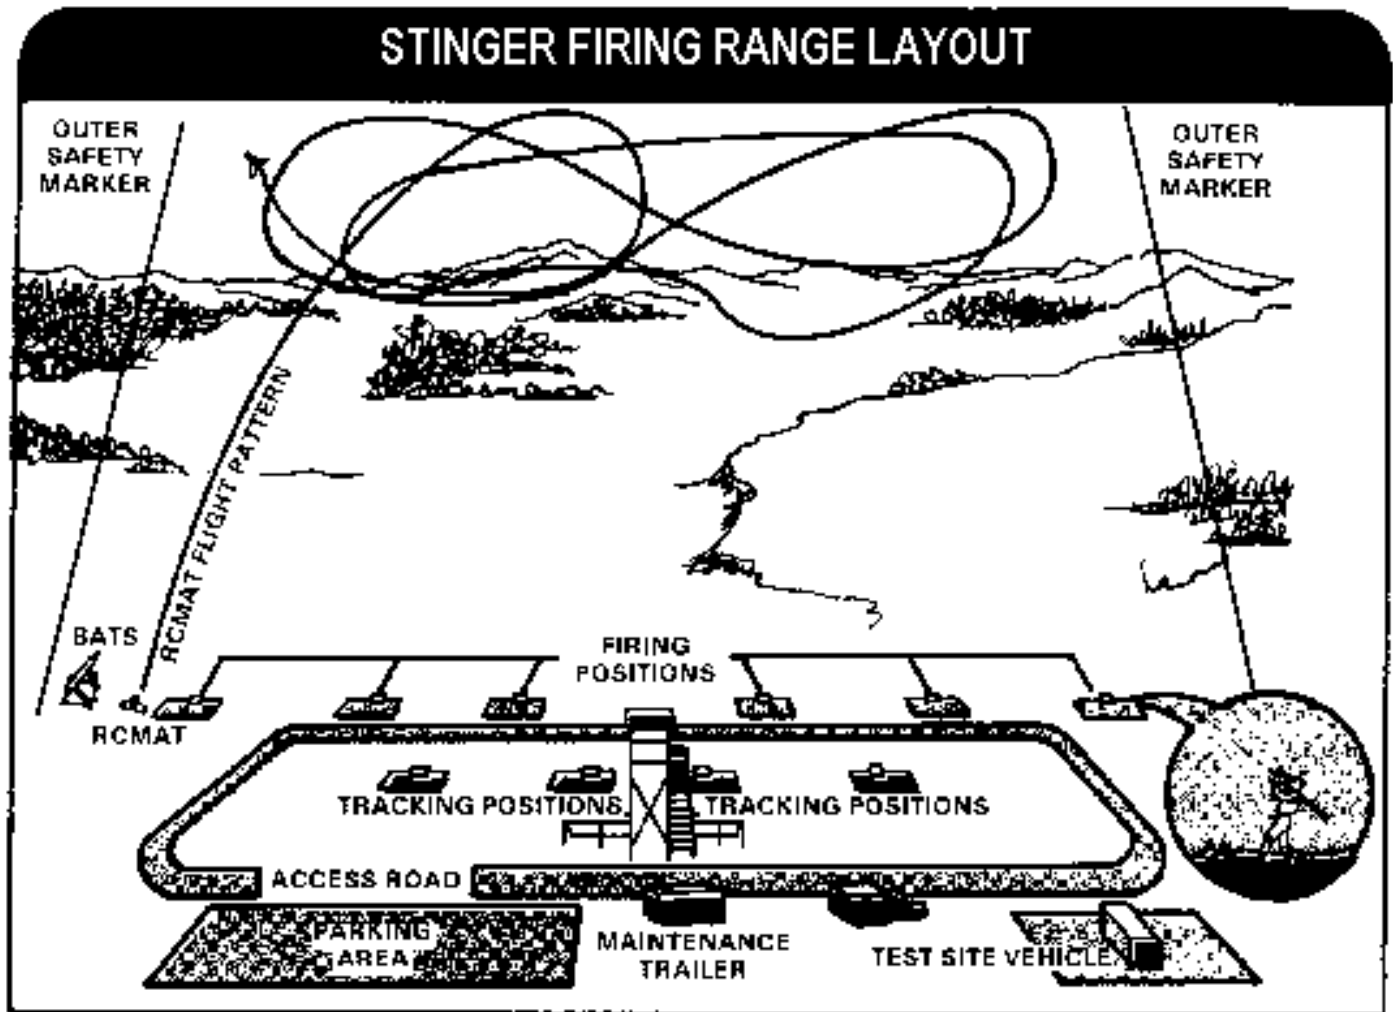 STINGER FIRING RANGE LAYOUT
OUTER
SAFETY
MARKER
OUTER
SAFETY
MARKER
RCMAT FLIGHT PATTERN
BATS
RCMAT
FIRING
POSITIONS
TRACKING POSITIONS
TRACKING POSITIONS
ACCESS ROAD
PARKING
AREA
MAINTENANCE
TRAILER
TEST SITE VEHICLE